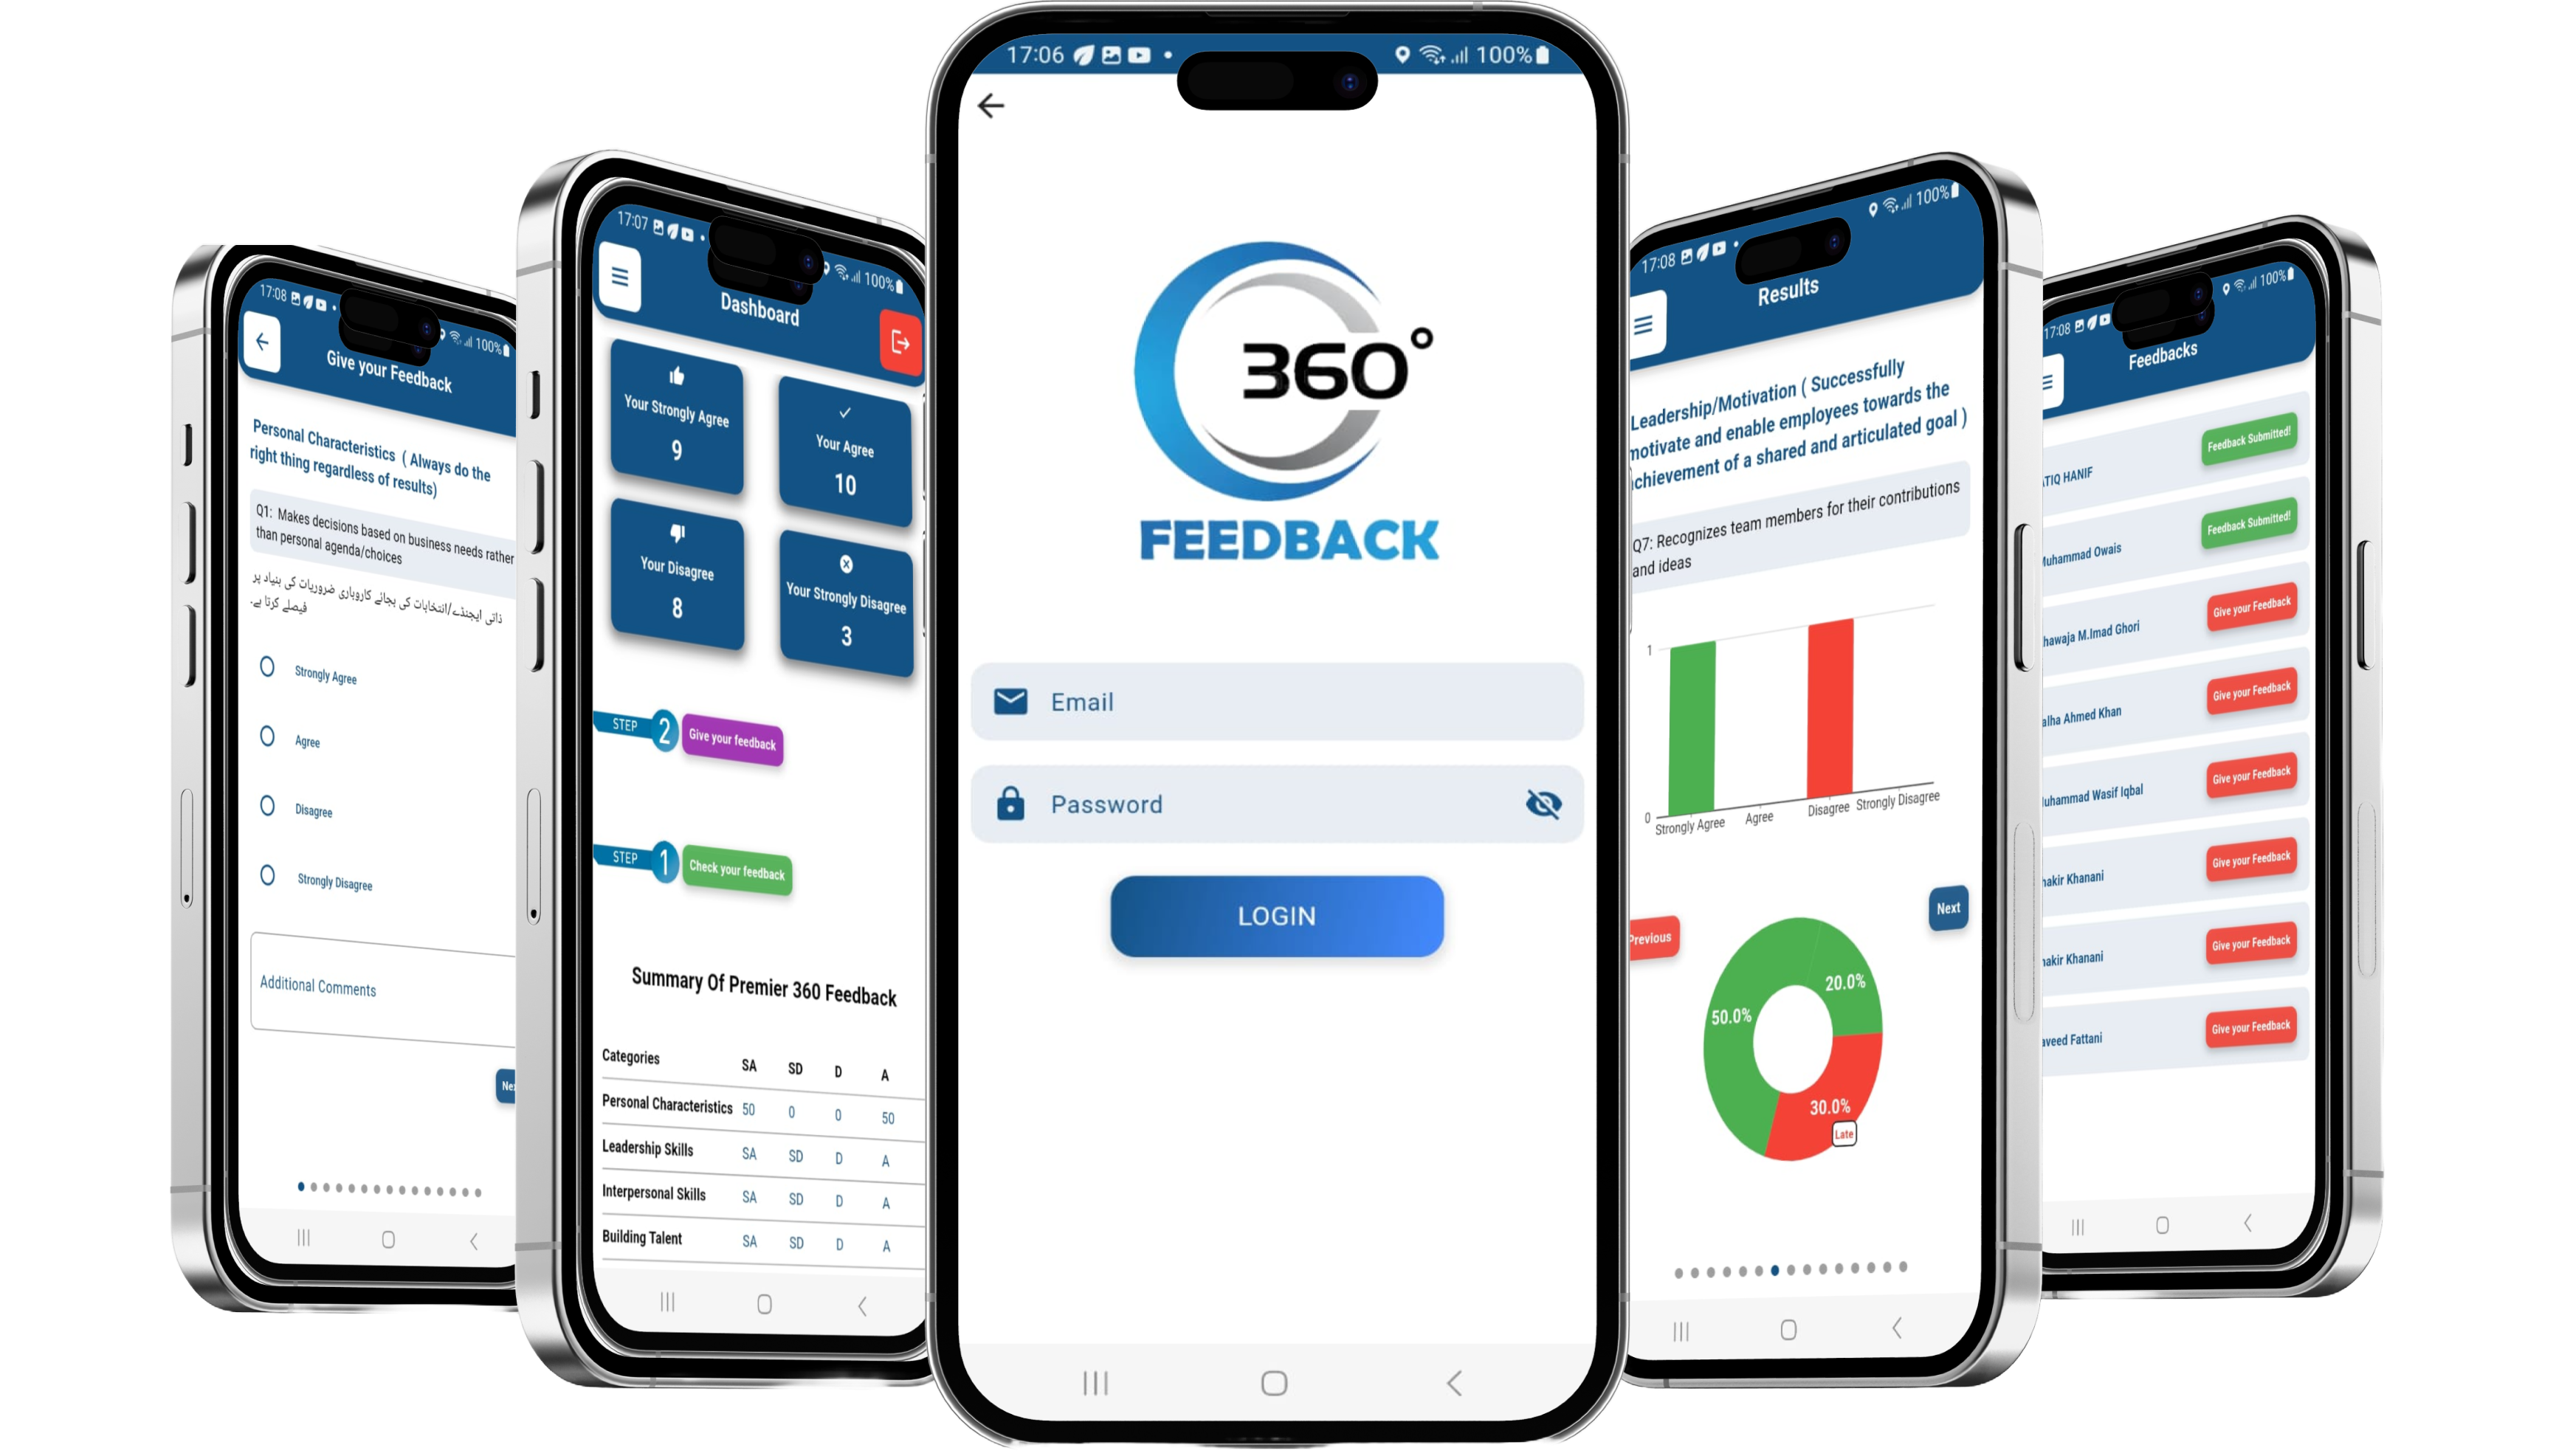 17:08
100%
Give your Feedback
Personal Characteristics ( Always do the
right thing regardless of results)
Q1: Makes decisions based on business needs rather
than personal agenda/choices
ذاتی ایجنڈے/انتخابات کی بجائے کاروباری ضروریات کی بنیاد پر
فیصلے کرتا ہے۔
Strongly Agree
Agree
Disagree
Strongly Disagree
Additional Comments
17:07
100%
Dashboard
Your Strongly Agree
9
Your Agree
10
Your Disagree
8
Your Strongly Disagree
3
STEP 2 Give your feedback
STEP 1 Check your feedback
Summary Of Premier 360 Feedback
Categories SA SD D A
Personal Characteristics 50 0 0 50
Leadership Skills SA SD D A
Interpersonal Skills SA SD D A
Building Talent SA SD D A
17:06
100%
360°
FEEDBACK
Email
Password
LOGIN
17:08
100%
Results
Leadership/Motivation ( Successfully
motivate and enable employees towards the
achievement of a shared and articulated goal )
Q7: Recognizes team members for their contributions
and ideas
1
0
Strongly Agree Agree Disagree Strongly Disagree
Previous
Next
20.0%
50.0%
30.0%
Late
17:08
100%
Feedbacks
HANIF Feedback Submitted!
Muhammad Owais Feedback Submitted!
M.Imad Ghori Give your Feedback
Ahmed Khan Give your Feedback
Muhammad Wasif Iqbal Give your Feedback
Khanani Give your Feedback
Khanani Give your Feedback
Fattani Give your Feedback